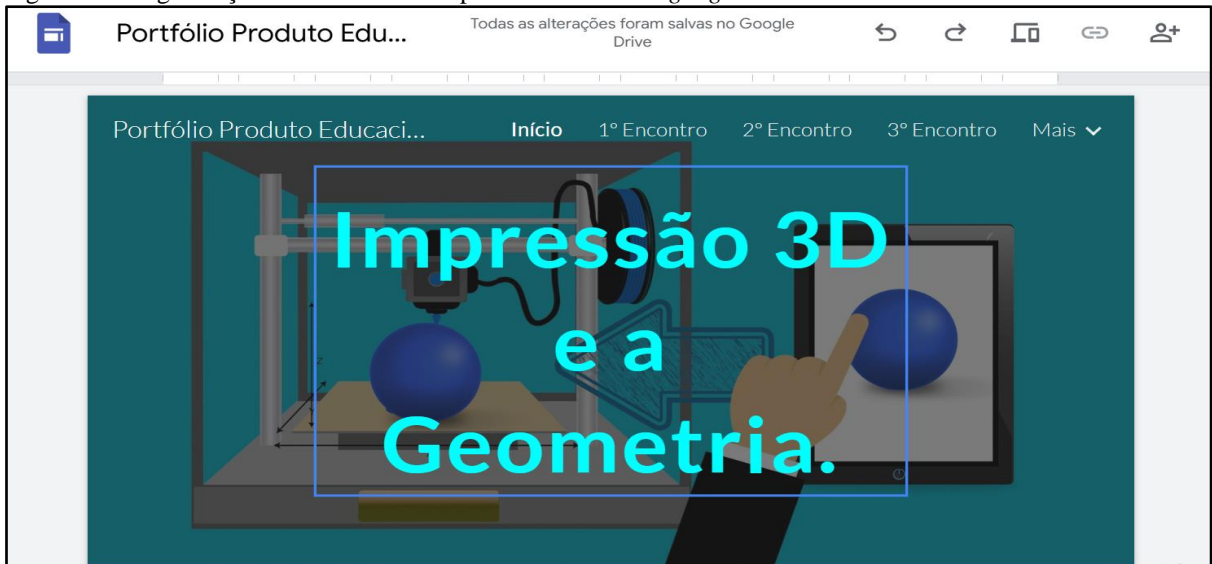 Portfólio Produto Edu...
Todas as alterações foram salvas no Google
Drive
Portfólio Produto Educaci...
Início
1º Encontro
2º Encontro
3º Encontro
Mais
Impressão 3D
e a
Geometria.
Z